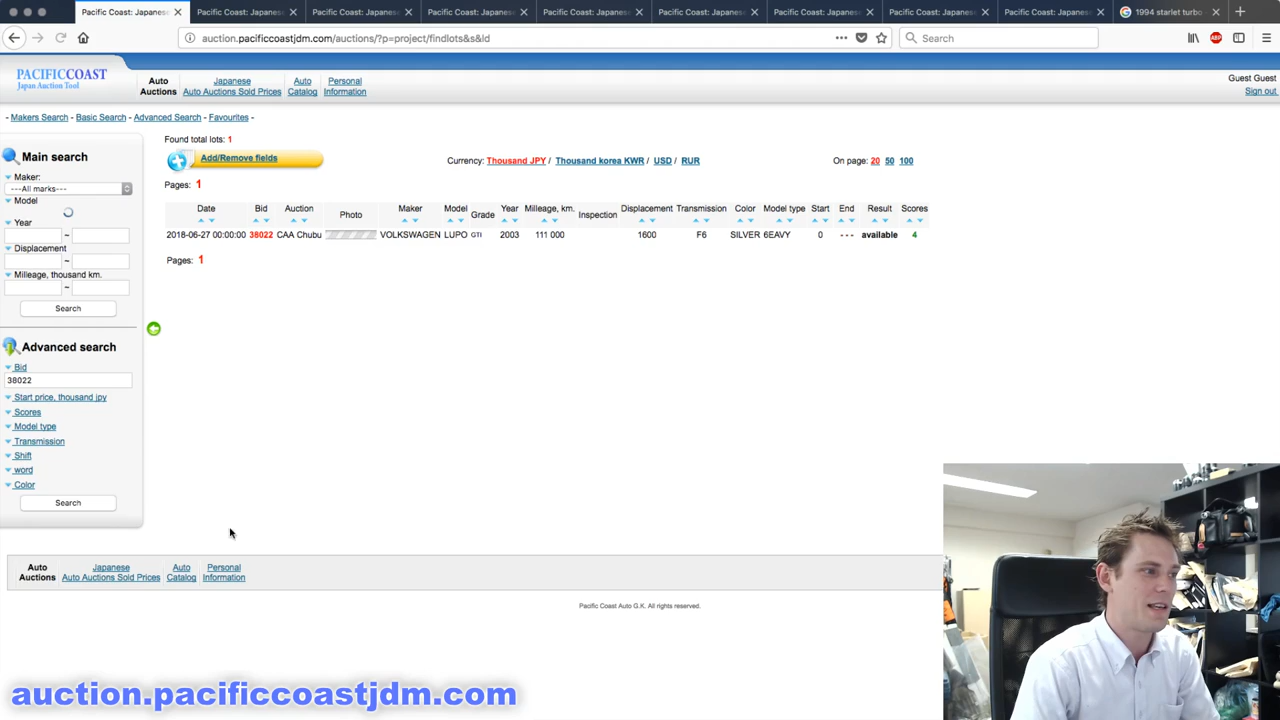 Pacific Coast: Japanese
Pacific Coast: Japanese
Pacific Coast: Japanese
Pacific Coast: Japanese
Pacific Coast: Japanese
Pacific Coast: Japanese
Pacific Coast: Japanese
Pacific Coast: Japanese
Pacific Coast: Japanese
1994 starlet turbo
auction.pacificcoastjdm.com/auctions/?p=project/findlots&s&ld
Search
ABP
PACIFICCOAST
Japan Auction Tool
Auto Auctions
Japanese Auto Auctions Sold Prices
Auto Catalog
Personal Information
Guest Guest
Sign out
- Makers Search - Basic Search - Advanced Search - Favourites -
Main search
Maker:
---All marks---
Model
Year
~
Displacement
~
Mileage, thousand km.
~
Search
Advanced search
Bid
38022
Start price, thousand jpy
Scores
Model type
Transmission
Shift
word
Color
Search
Found total lots: 1
Add/Remove fields
Currency: Thousand JPY / Thousand korea KWR / USD / RUR
On page: 20 50 100
Pages: 1
Date Bid Auction Photo Maker Model Grade Year Mileage, km. Inspection Displacement Transmission Color Model type Start End Result Scores
2018-06-27 00:00:00 38022 CAA Chubu VOLKSWAGEN LUPO GTI 2003 111 000 1600 F6 SILVER 6EAVY 0 - - - available 4
Pages: 1
Auto Auctions
Japanese Auto Auctions Sold Prices
Auto Catalog
Personal Information
Pacific Coast Auto G.K. All rights reserved.
auction.pacificcoastjdm.com